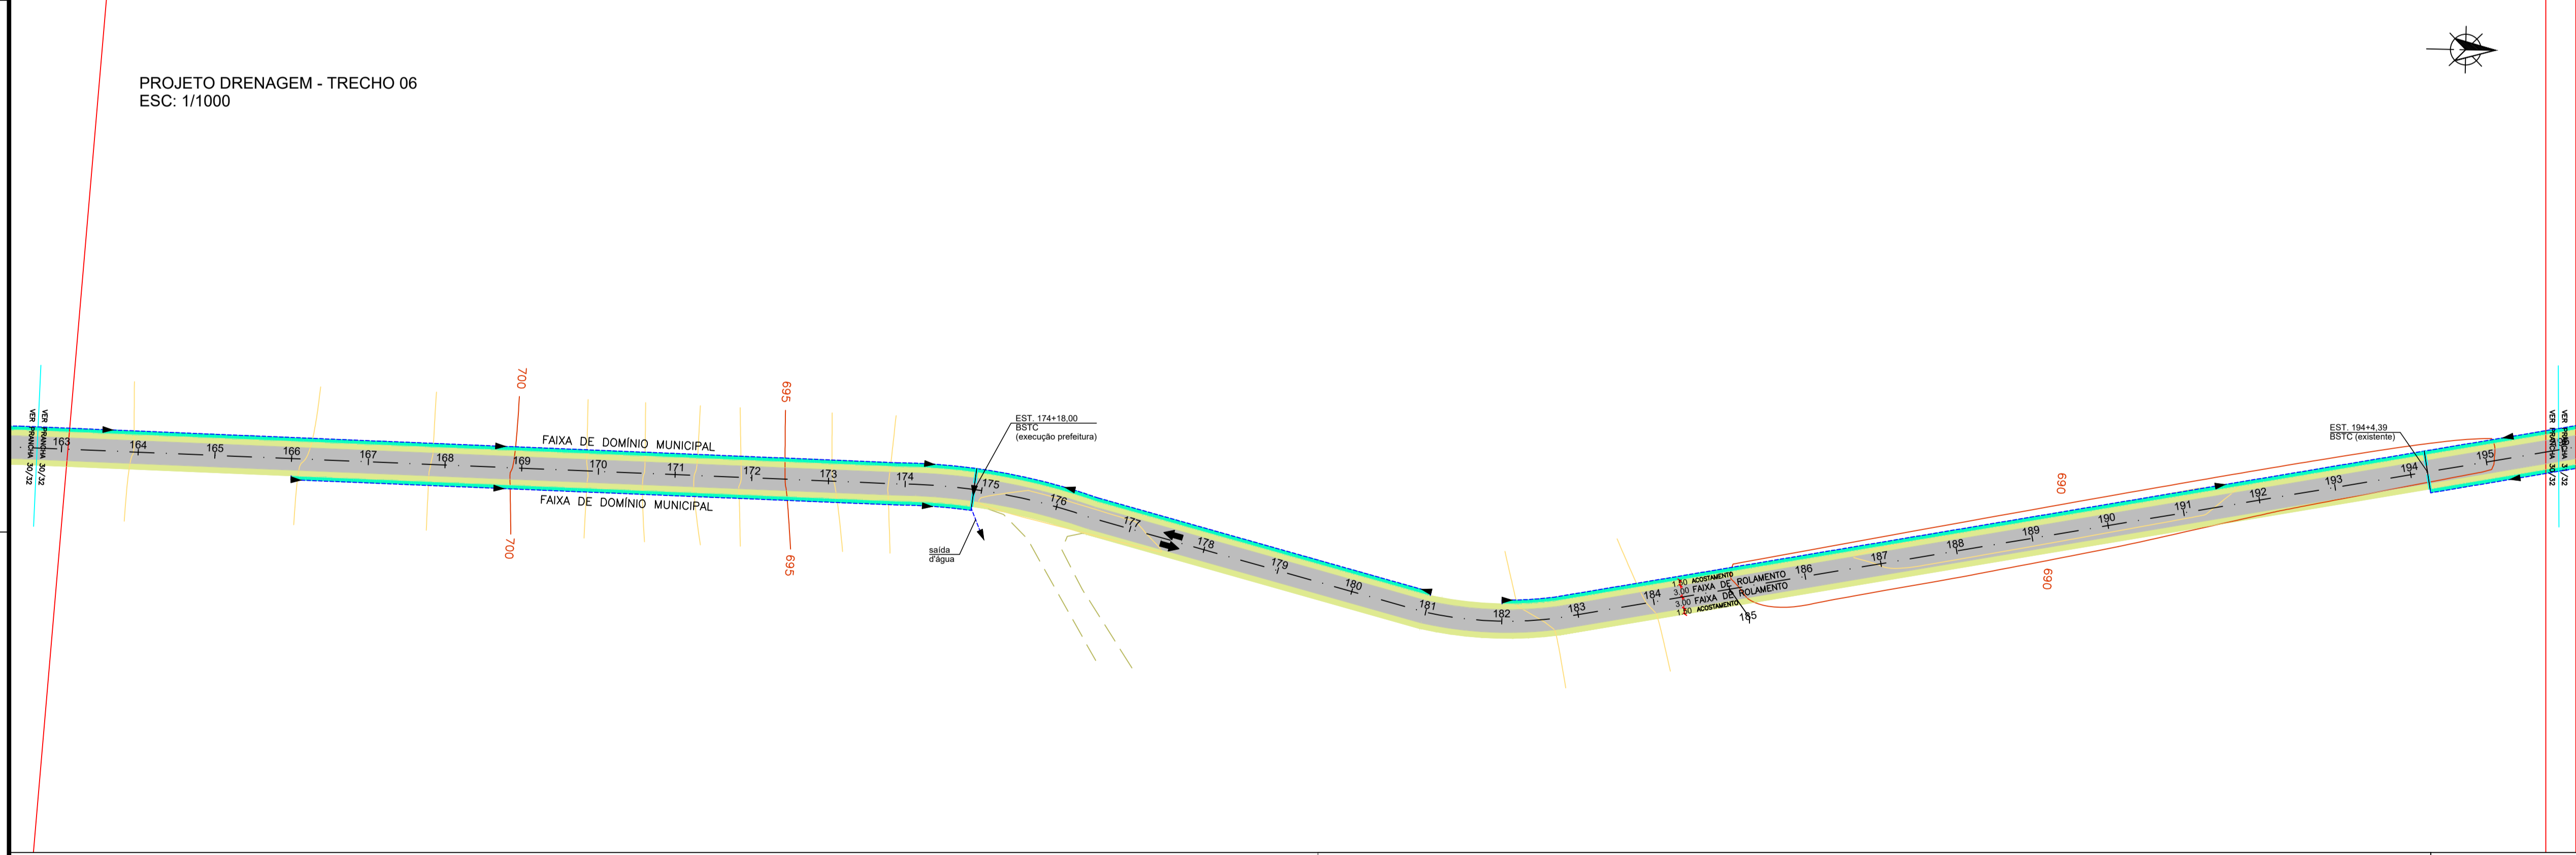 PROJETO DRENAGEM - TRECHO 06
ESC: 1/1000
VER PRANCHA 30/32
VER PRANCHA 30/32
163
164
165
166
167
168
169
170
171
172
173
174
175
176
177
178
179
180
181
182
183
184
185
186
187
188
189
190
191
192
193
194
195
700
700
695
695
FAIXA DE DOMÍNIO MUNICIPAL
FAIXA DE DOMÍNIO MUNICIPAL
EST. 174+18,00
BSTC
(execução prefeitura)
saída
d'água
1.50 ACOSTAMENTO
3.00 FAIXA DE ROLAMENTO
3.00 FAIXA DE ROLAMENTO
1.50 ACOSTAMENTO
690
690
EST. 194+4,39
BSTC (existente)
VER PRANCHA 30/32
VER PRANCHA 31/32